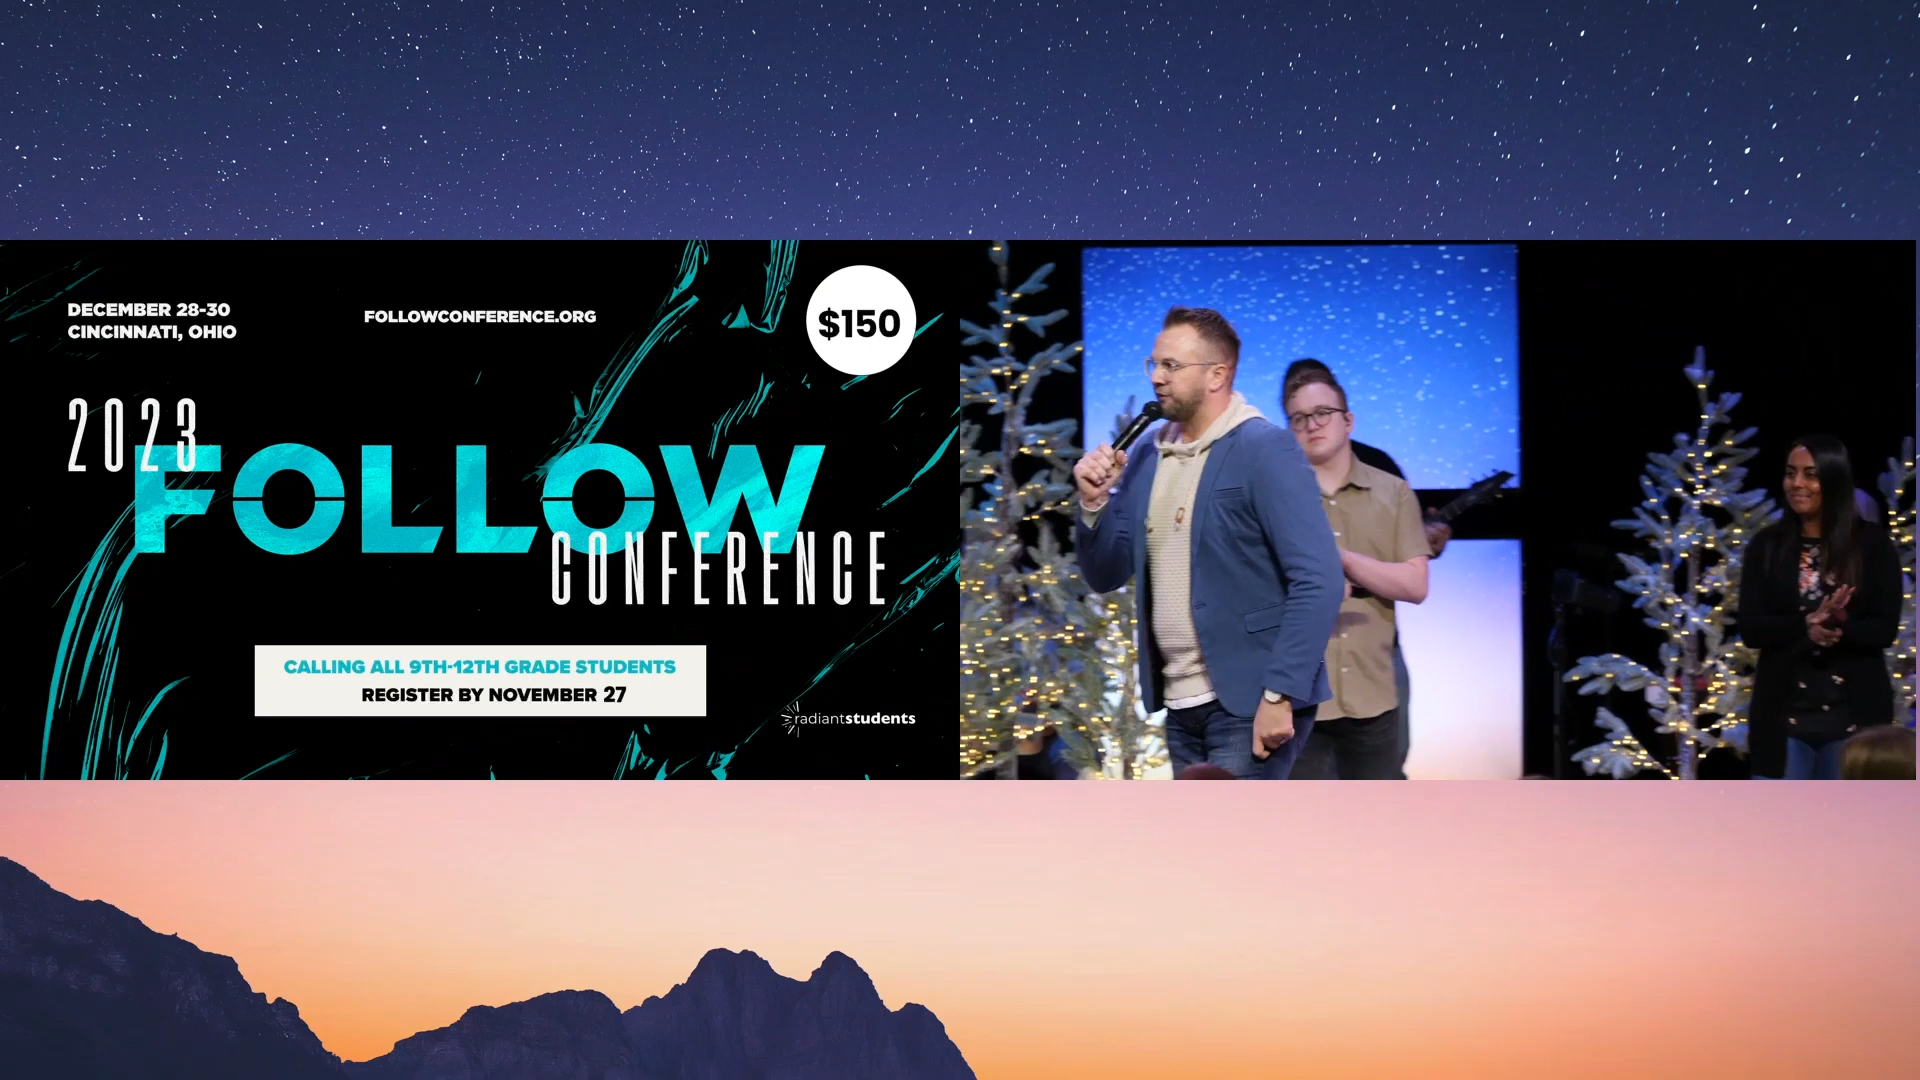 DECEMBER 28-30
CINCINNATI, OHIO
FOLLOWCONFERENCE.ORG
$150
2023
FOLLOW
CONFERENCE
CALLING ALL 9TH-12TH GRADE STUDENTS
REGISTER BY NOVEMBER 27
radiantstudents